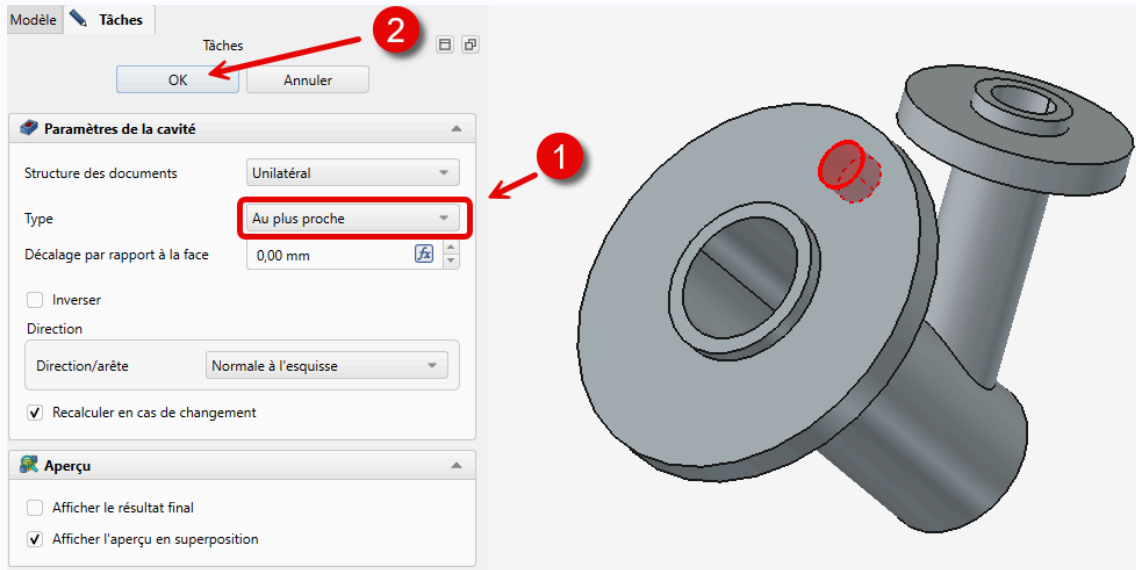 Modèle Tâches
Tâches
2
OK Annuler
Paramètres de la cavité
Structure des documents Unilatéral
1
Type Au plus proche
Décalage par rapport à la face 0,00 mm fx
Inverser
Direction
Direction/arête Normale à l'esquisse
Recalculer en cas de changement
Aperçu
Afficher le résultat final
Afficher l'aperçu en superposition